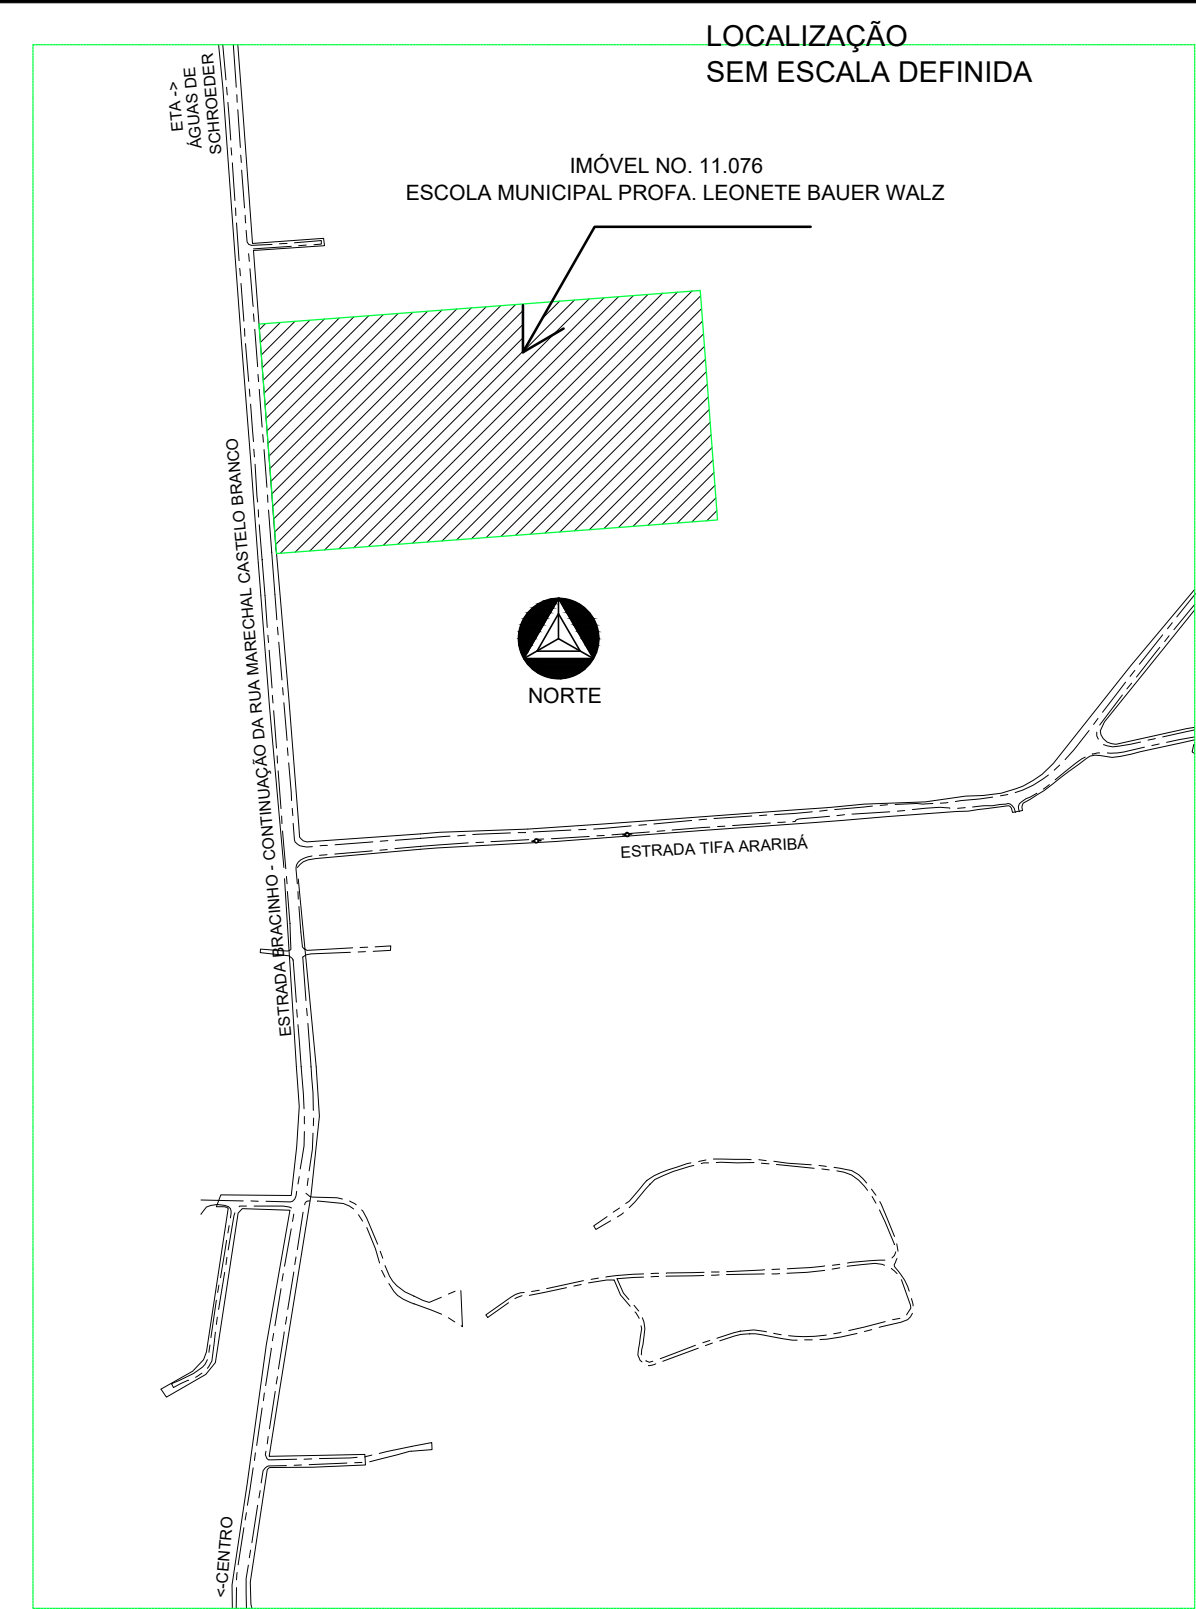 LOCALIZAÇÃO
SEM ESCALA DEFINIDA
ETA ->
ÁGUAS DE
SCHROEDER
IMÓVEL NO. 11.076
ESCOLA MUNICIPAL PROFA. LEONETE BAUER WALZ
ESTRADA BRACINHO - CONTINUAÇÃO DA RUA MARECHAL CASTELO BRANCO
NORTE
ESTRADA TIFA ARARIBÁ
<-CENTRO